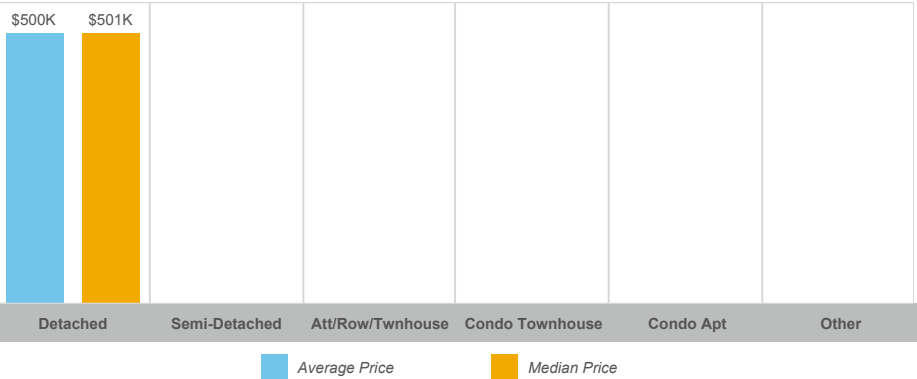 $500K $501K
Detached Semi-Detached Att/Row/Twnhouse Condo Townhouse Condo Apt Other
Average Price Median Price